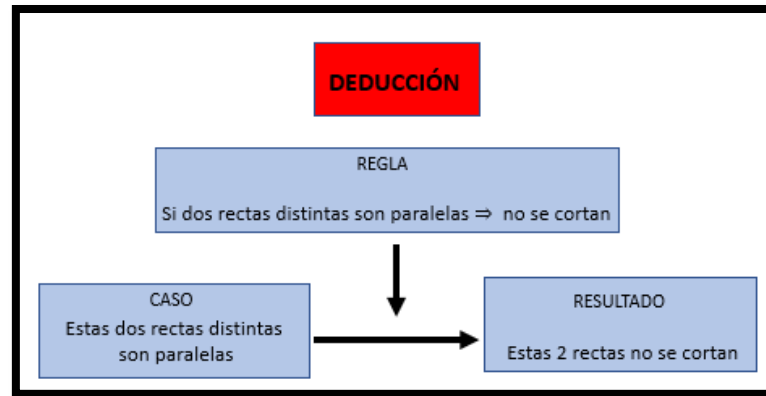 DEDUCCIÓN
REGLA
Si dos rectas distintas son paralelas ⇒ no se cortan
CASO
Estas dos rectas distintas
son paralelas
RESULTADO
Estas 2 rectas no se cortan